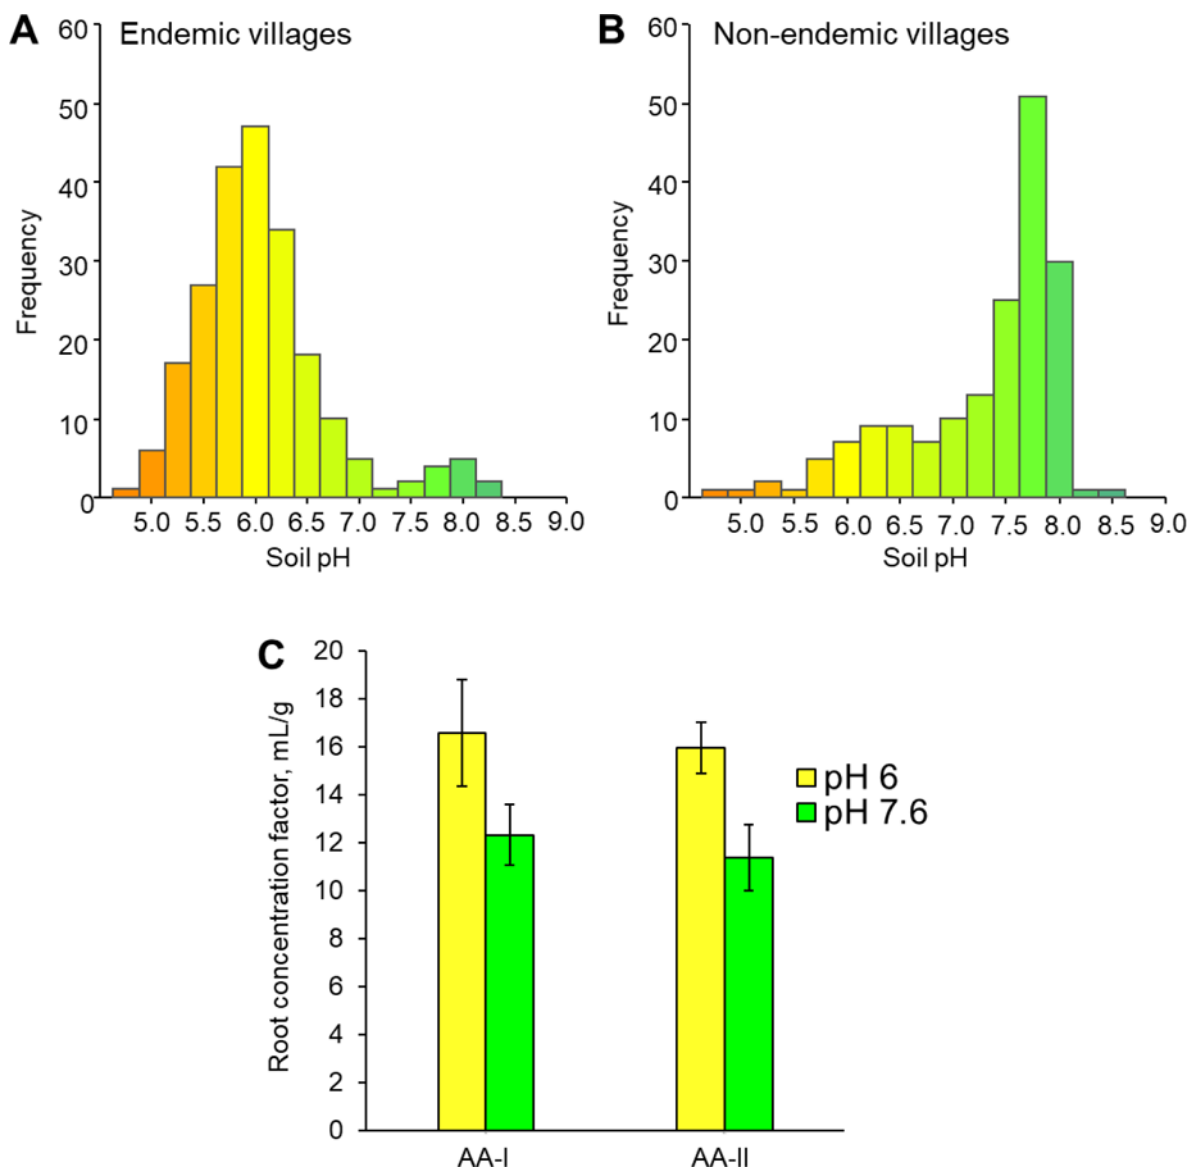 A Endemic villages
60
50
40
30
20
10
0
Frequency
5.0 5.5 6.0 6.5 7.0 7.5 8.0 8.5 9.0
Soil pH
B Non-endemic villages
60
50
40
30
20
10
0
Frequency
5.0 5.5 6.0 6.5 7.0 7.5 8.0 8.5 9.0
Soil pH
C
20
18
16
14
12
10
8
6
4
2
0
Root concentration factor, mL/g
pH 6
pH 7.6
AA-I AA-II